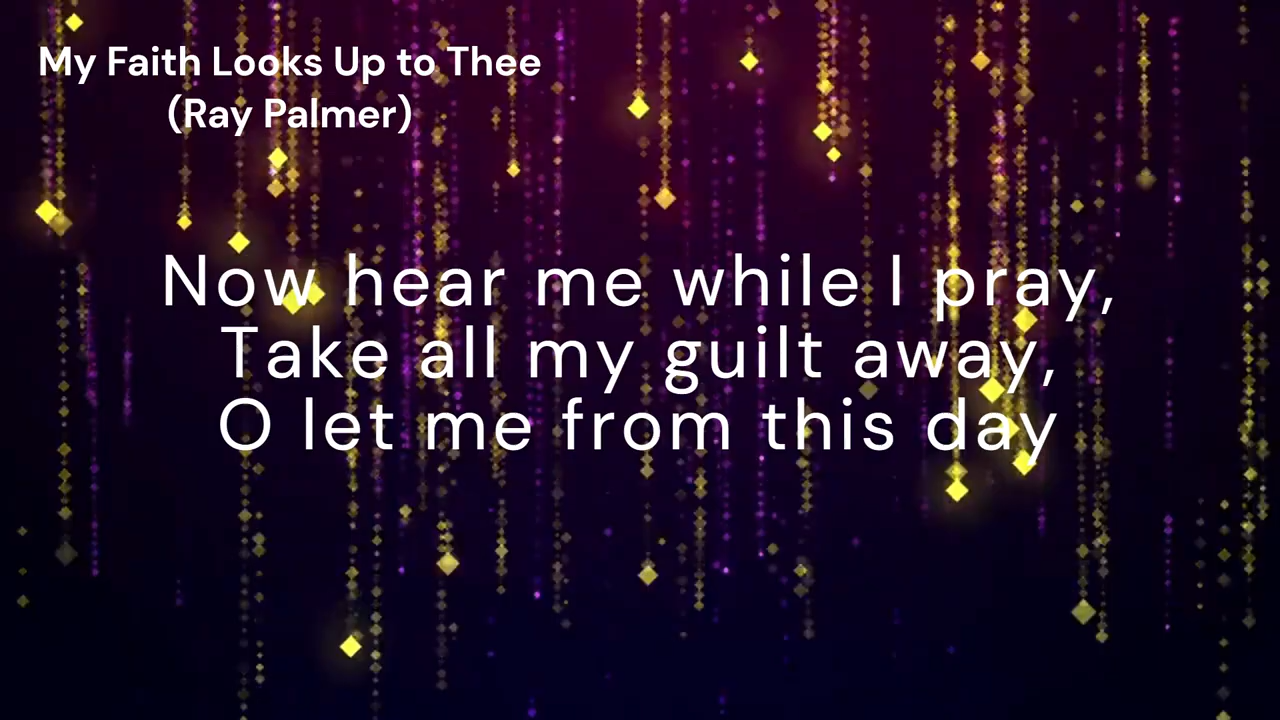 My Faith Looks Up to Thee
(Ray Palmer)
Now hear me while I pray,
Take all my guilt away,
O let me from this day